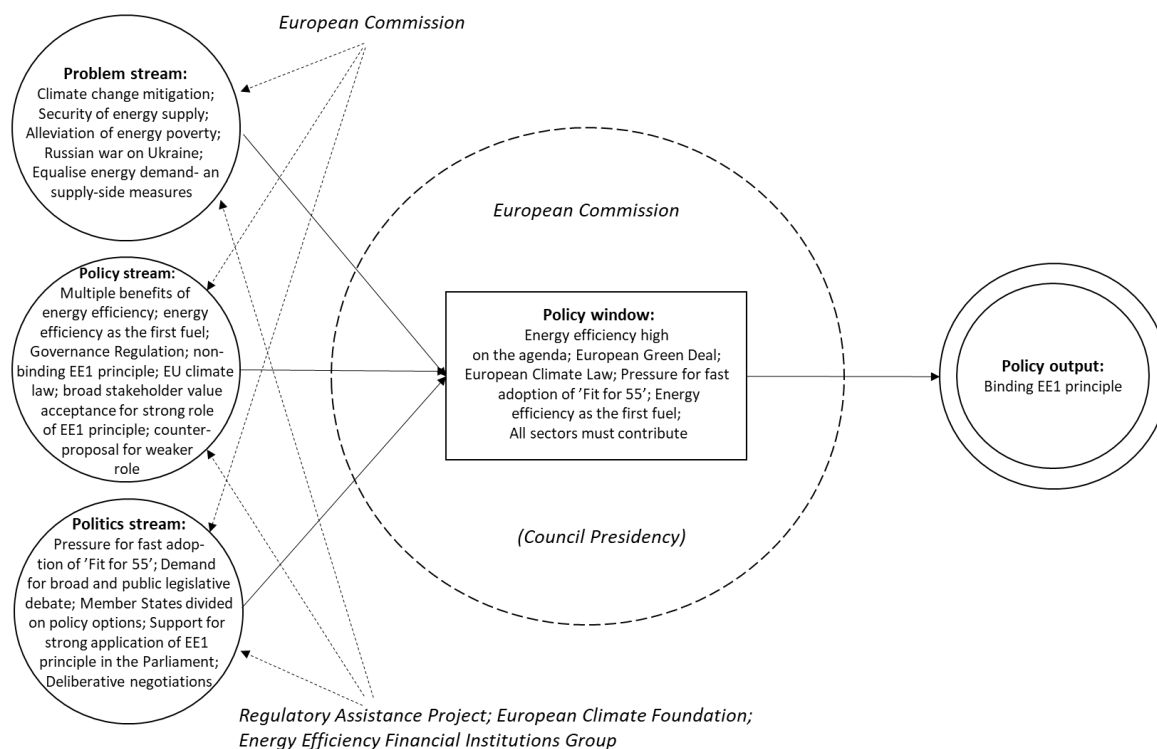 European Commission
Problem stream:
Climate change mitigation;
Security of energy supply;
Alleviation of energy poverty;
Russian war on Ukraine;
Equalise energy demand- an
supply-side measures
Policy stream:
Multiple benefits of
energy efficiency; energy
efficiency as the first fuel;
Governance Regulation; non-
binding EE1 principle; EU climate
law; broad stakeholder value
acceptance for strong role
of EE1 principle; counter-
proposal for weaker
role
Politics stream:
Pressure for fast adop-
tion of ’Fit for 55’; Demand
for broad and public legislative
debate; Member States divided
on policy options; Support for
strong application of EE1
principle in the Parliament;
Deliberative negotiations
European Commission
Policy window:
Energy efficiency high
on the agenda; European Green Deal;
European Climate Law; Pressure for fast
adoption of ’Fit for 55’; Energy
efficiency as the first fuel;
All sectors must contribute
(Council Presidency)
Policy output:
Binding EE1 principle
Regulatory Assistance Project; European Climate Foundation;
Energy Efficiency Financial Institutions Group